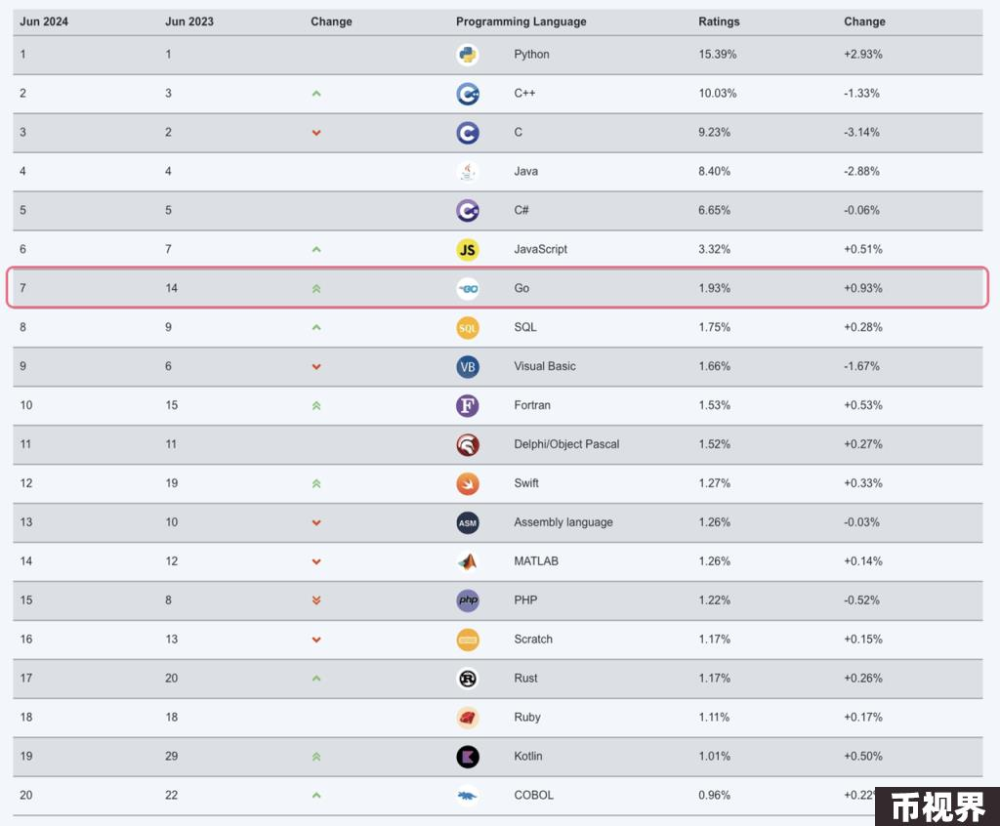 Jun 2024 Jun 2023 Change Programming Language Ratings Change
1 1 Python 15.39% +2.93%
2 3 C++ 10.03% -1.33%
3 2 C 9.23% -3.14%
4 4 Java 8.40% -2.88%
5 5 C# 6.65% -0.06%
6 7 JS JavaScript 3.32% +0.51%
7 14 GO Go 1.93% +0.93%
8 9 SQL SQL 1.75% +0.28%
9 6 VB Visual Basic 1.66% -1.67%
10 15 F Fortran 1.53% +0.53%
11 11 Delphi/Object Pascal 1.52% +0.27%
12 19 Swift 1.27% +0.33%
13 10 ASM Assembly language 1.26% -0.03%
14 12 MATLAB 1.26% +0.14%
15 8 php PHP 1.22% -0.52%
16 13 Scratch 1.17% +0.15%
17 20 R Rust 1.17% +0.26%
18 18 Ruby 1.11% +0.17%
19 29 Kotlin 1.01% +0.50%
20 22 COBOL 0.96% +0.22
币视界